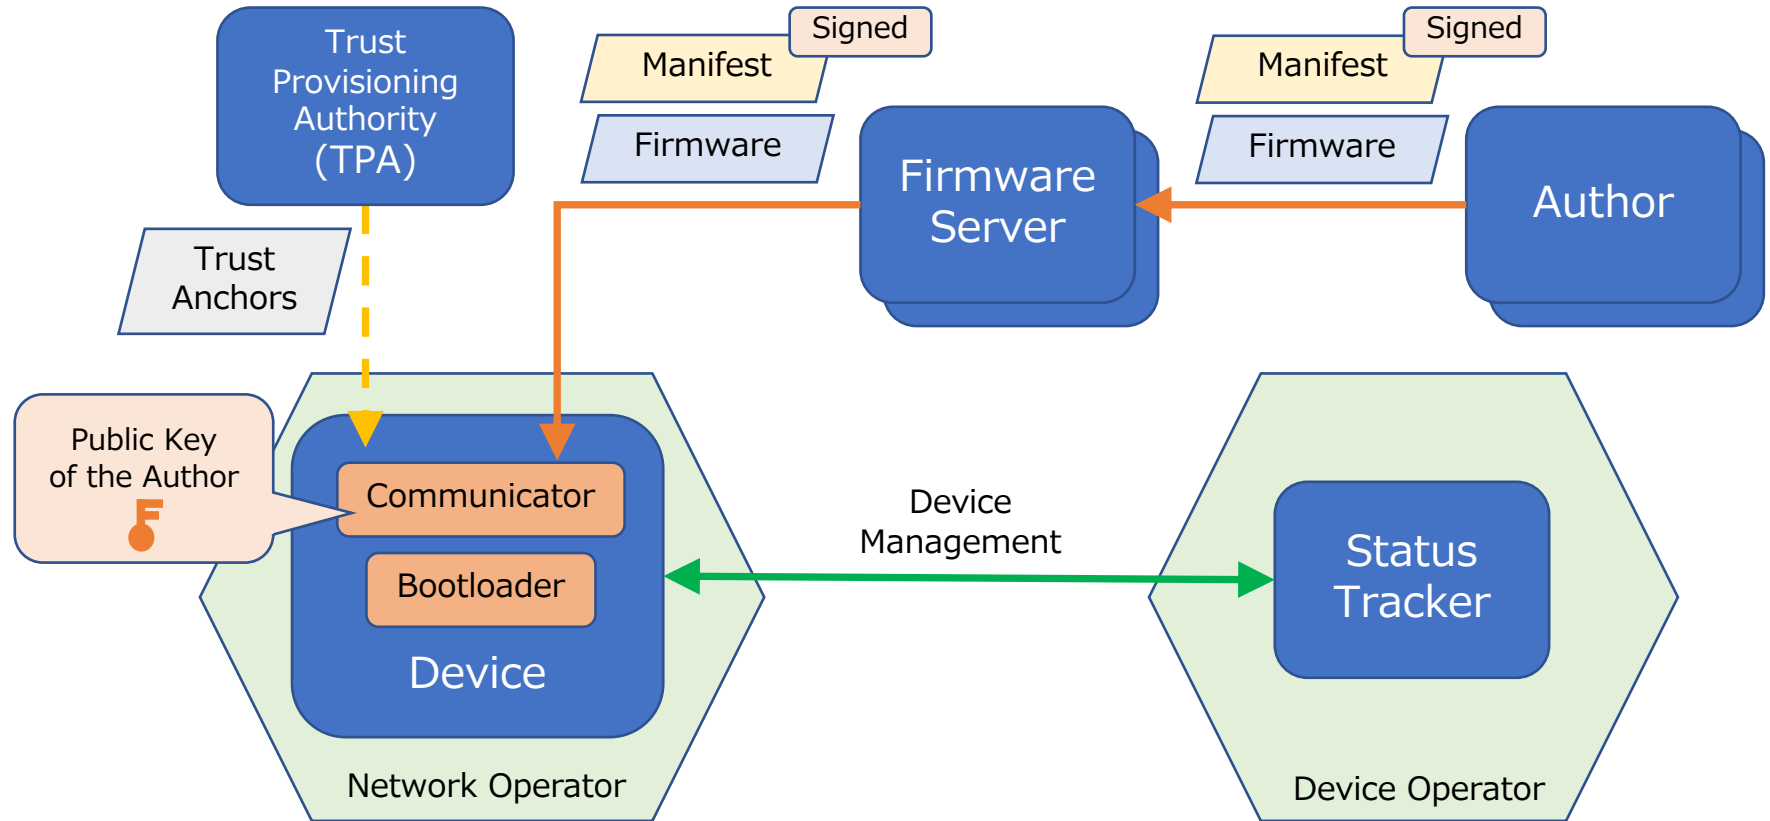 Trust
Provisioning
Authority
(TPA)
Signed
Manifest
Firmware
Firmware
Server
Signed
Manifest
Firmware
Author
Trust
Anchors
Public Key
of the Author
Communicator
Bootloader
Device
Network Operator
Device
Management
Status
Tracker
Device Operator